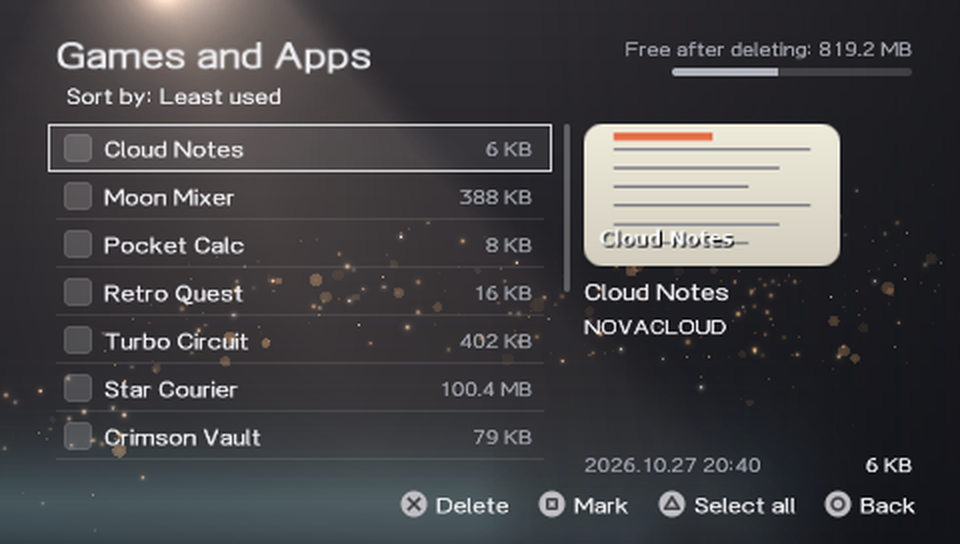 Games and Apps
Free after deleting: 819.2 MB
Sort by: Least used
Cloud Notes 6 KB
Moon Mixer 388 KB
Pocket Calc 8 KB
Retro Quest 16 KB
Turbo Circuit 402 KB
Star Courier 100.4 MB
Crimson Vault 79 KB
Cloud Notes
Cloud Notes
NOVACLOUD
2026.10.27 20:40 6 KB
Delete Mark Select all Back